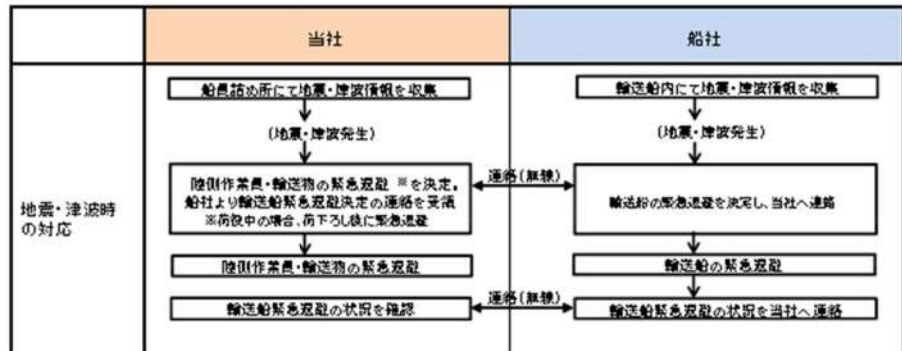 当社
船社
地震・津波時
の対応
船員詰め所にて地震・津波情報を収集
(地震・津波発生)
陸側作業員・輸送物の緊急退避 ※を決定。
船社より輸送船緊急退避決定の連絡を受領
※荷役中の場合、荷下ろし後に緊急退避
陸側作業員・輸送物の緊急退避
輸送船緊急退避の状況を確認
連絡(無線)
連絡(無線)
輸送船内にて地震・津波情報を収集
(地震・津波発生)
輸送船の緊急退避を決定し、当社へ連絡
輸送船の緊急退避
輸送船緊急退避の状況を当社へ連絡